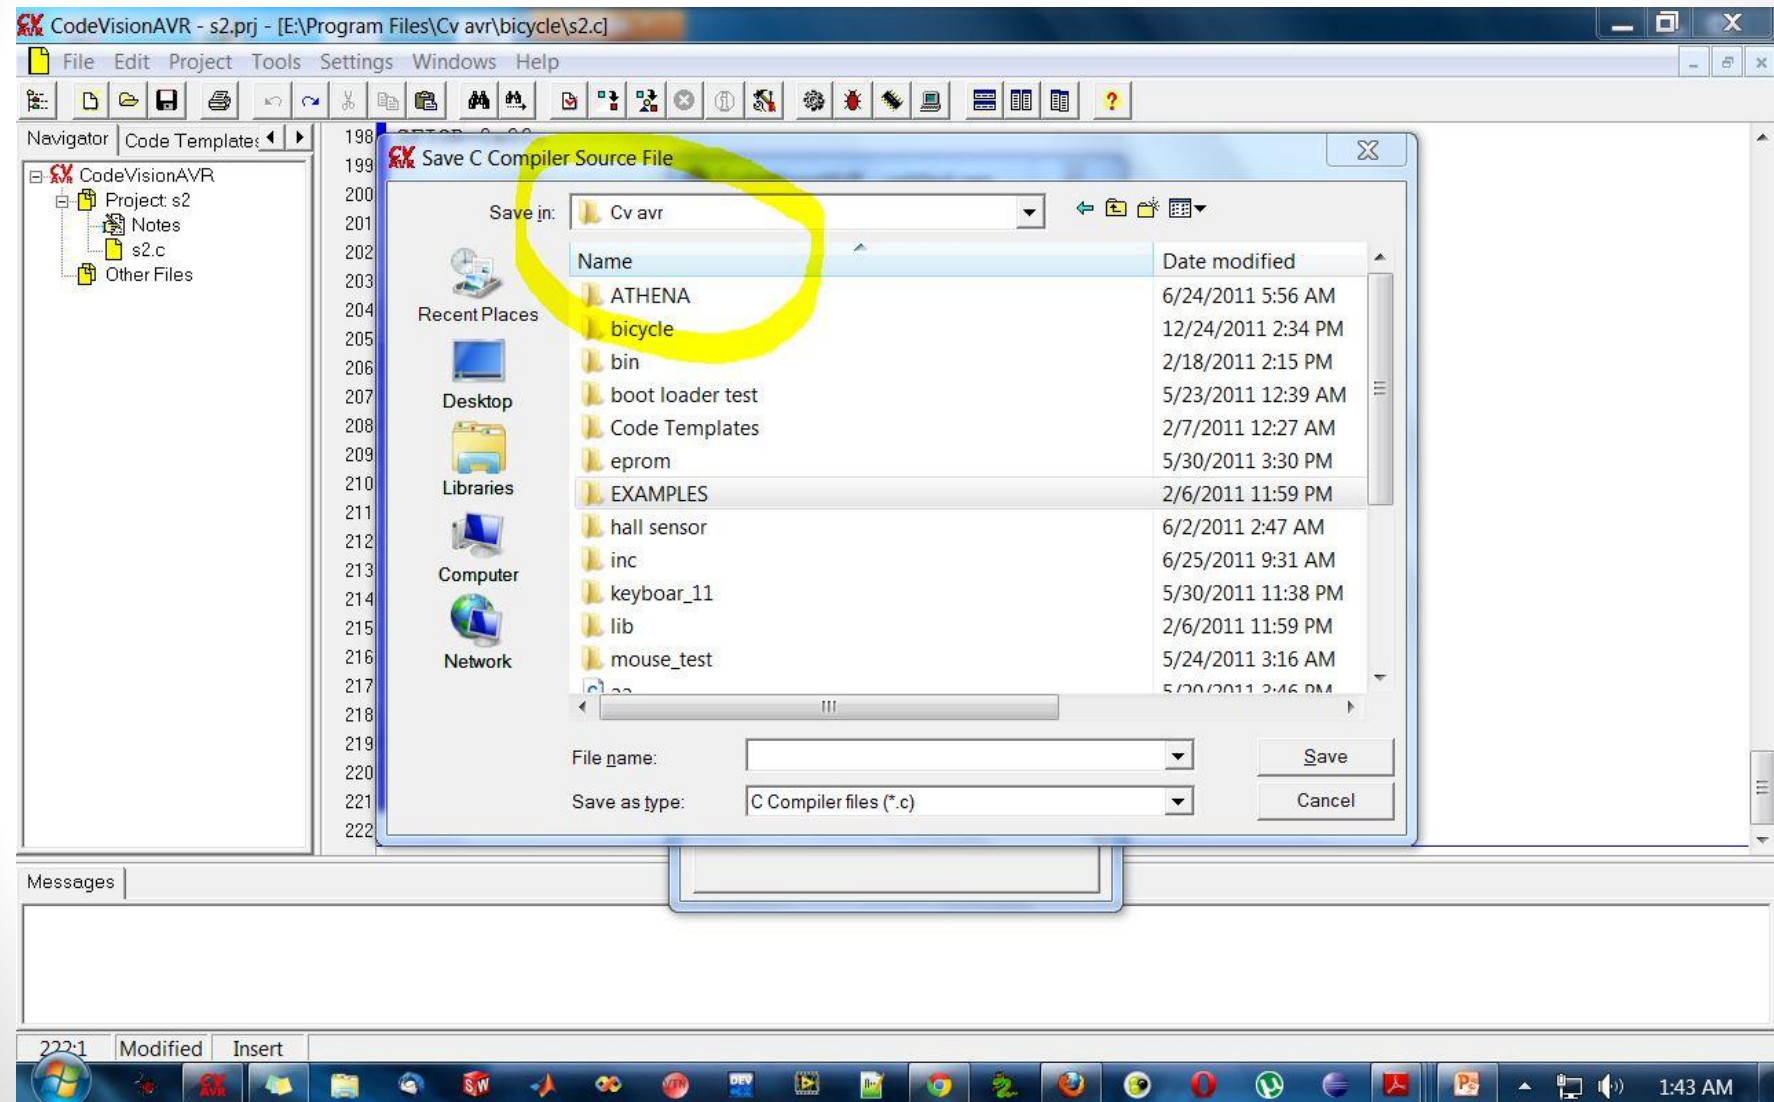 CodeVisionAVR - s2.prj - [E:\Program Files\Cv avr\bicycle\s2.c]
File Edit Project Tools Settings Windows Help
Navigator
Code Templates
CodeVisionAVR
Project: s2
Notes
s2.c
Other Files
198
199
200
201
202
203
204
205
206
207
208
209
210
211
212
213
214
215
216
217
218
219
220
221
222
Save C Compiler Source File
Save in:
Cv avr
Recent Places
Desktop
Libraries
Computer
Network
Name Date modified
ATHENA 6/24/2011 5:56 AM
bicycle 12/24/2011 2:34 PM
bin 2/18/2011 2:15 PM
boot loader test 5/23/2011 12:39 AM
Code Templates 2/7/2011 12:27 AM
eprom 5/30/2011 3:30 PM
EXAMPLES 2/6/2011 11:59 PM
hall sensor 6/2/2011 2:47 AM
inc 6/25/2011 9:31 AM
keyboar_11 5/30/2011 11:38 PM
lib 2/6/2011 11:59 PM
mouse_test 5/24/2011 3:16 AM
5/20/2011 3:46 PM
File name:
Save
Save as type: C Compiler files (*.c)
Cancel
Messages
222:1 Modified Insert
1:43 AM